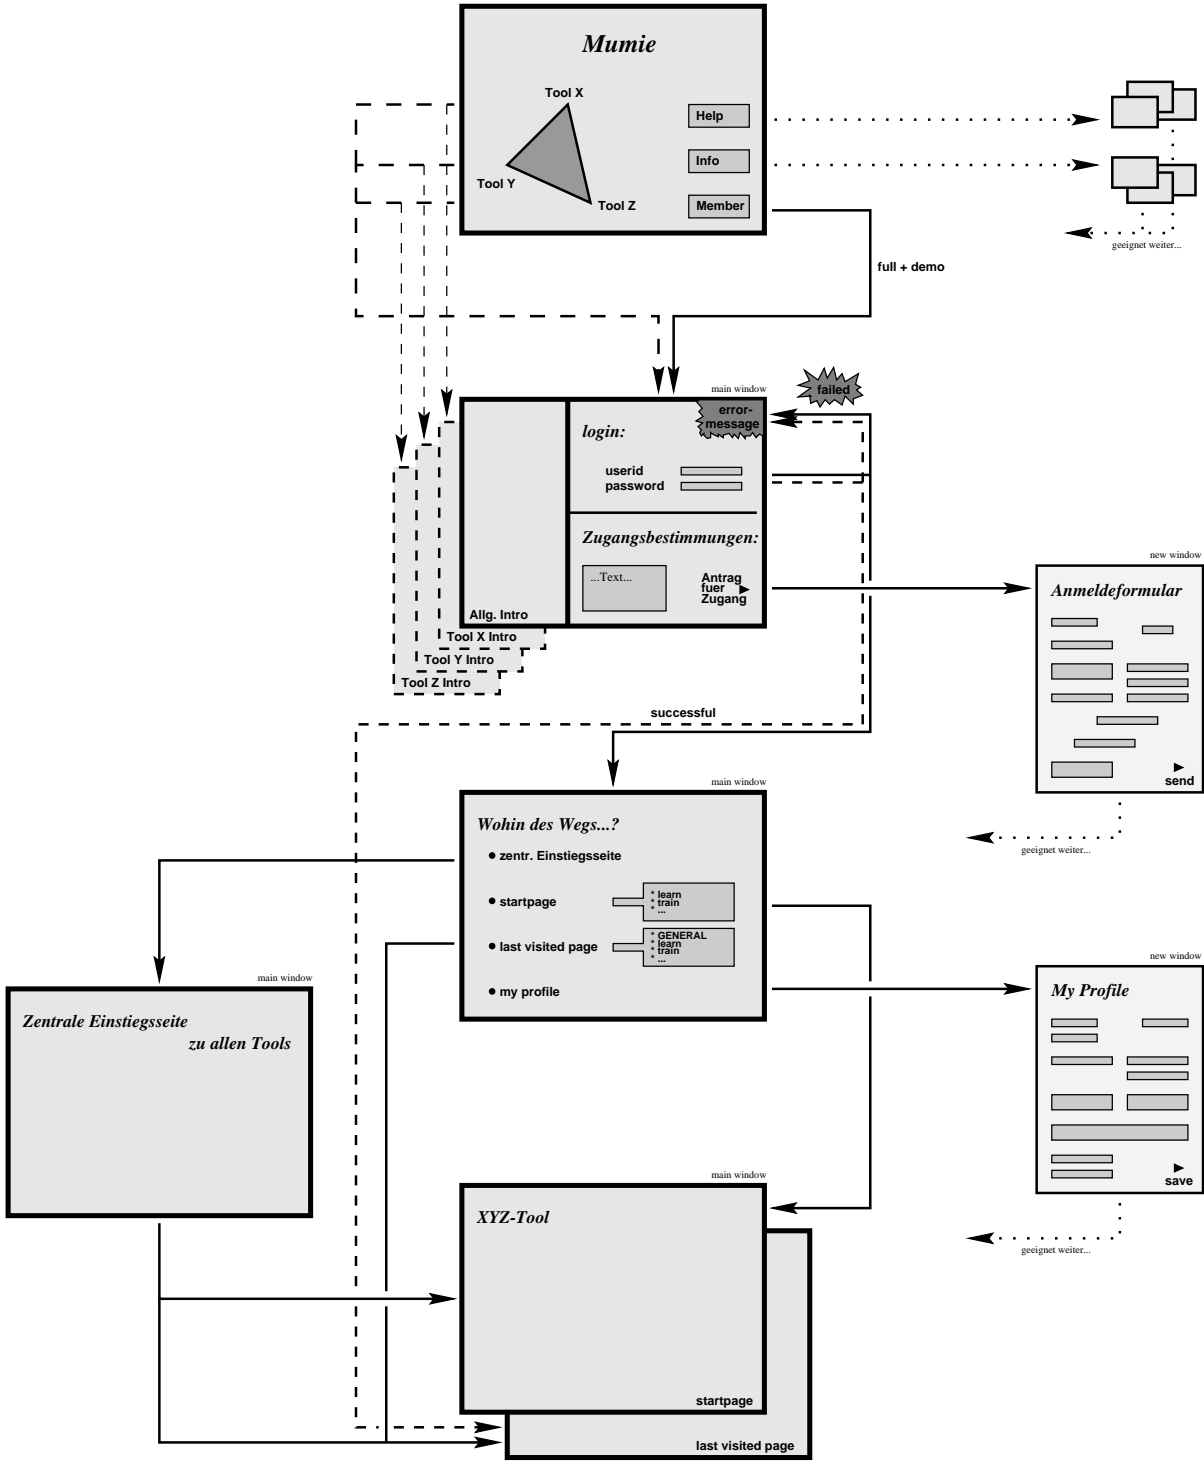 Mumie
Tool X
Tool Y
Tool Z
Help
Info
Member
geeignet weiter...
full + demo
main window
failed
error-
message
login:
userid
password
Zugangsbestimmungen:
...Text...
Antrag
fuer
Zugang
Allg. Intro
Tool X Intro
Tool Y Intro
Tool Z Intro
new window
Anmeldeformular
send
geeignet weiter...
successful
main window
Wohin des Wegs...?
zentr. Einstiegsseite
startpage
* learn
* train
* ...
last visited page
* GENERAL
* learn
* train
* ...
my profile
new window
My Profile
save
geeignet weiter...
main window
Zentrale Einstiegsseite
zu allen Tools
main window
XYZ-Tool
startpage
last visited page